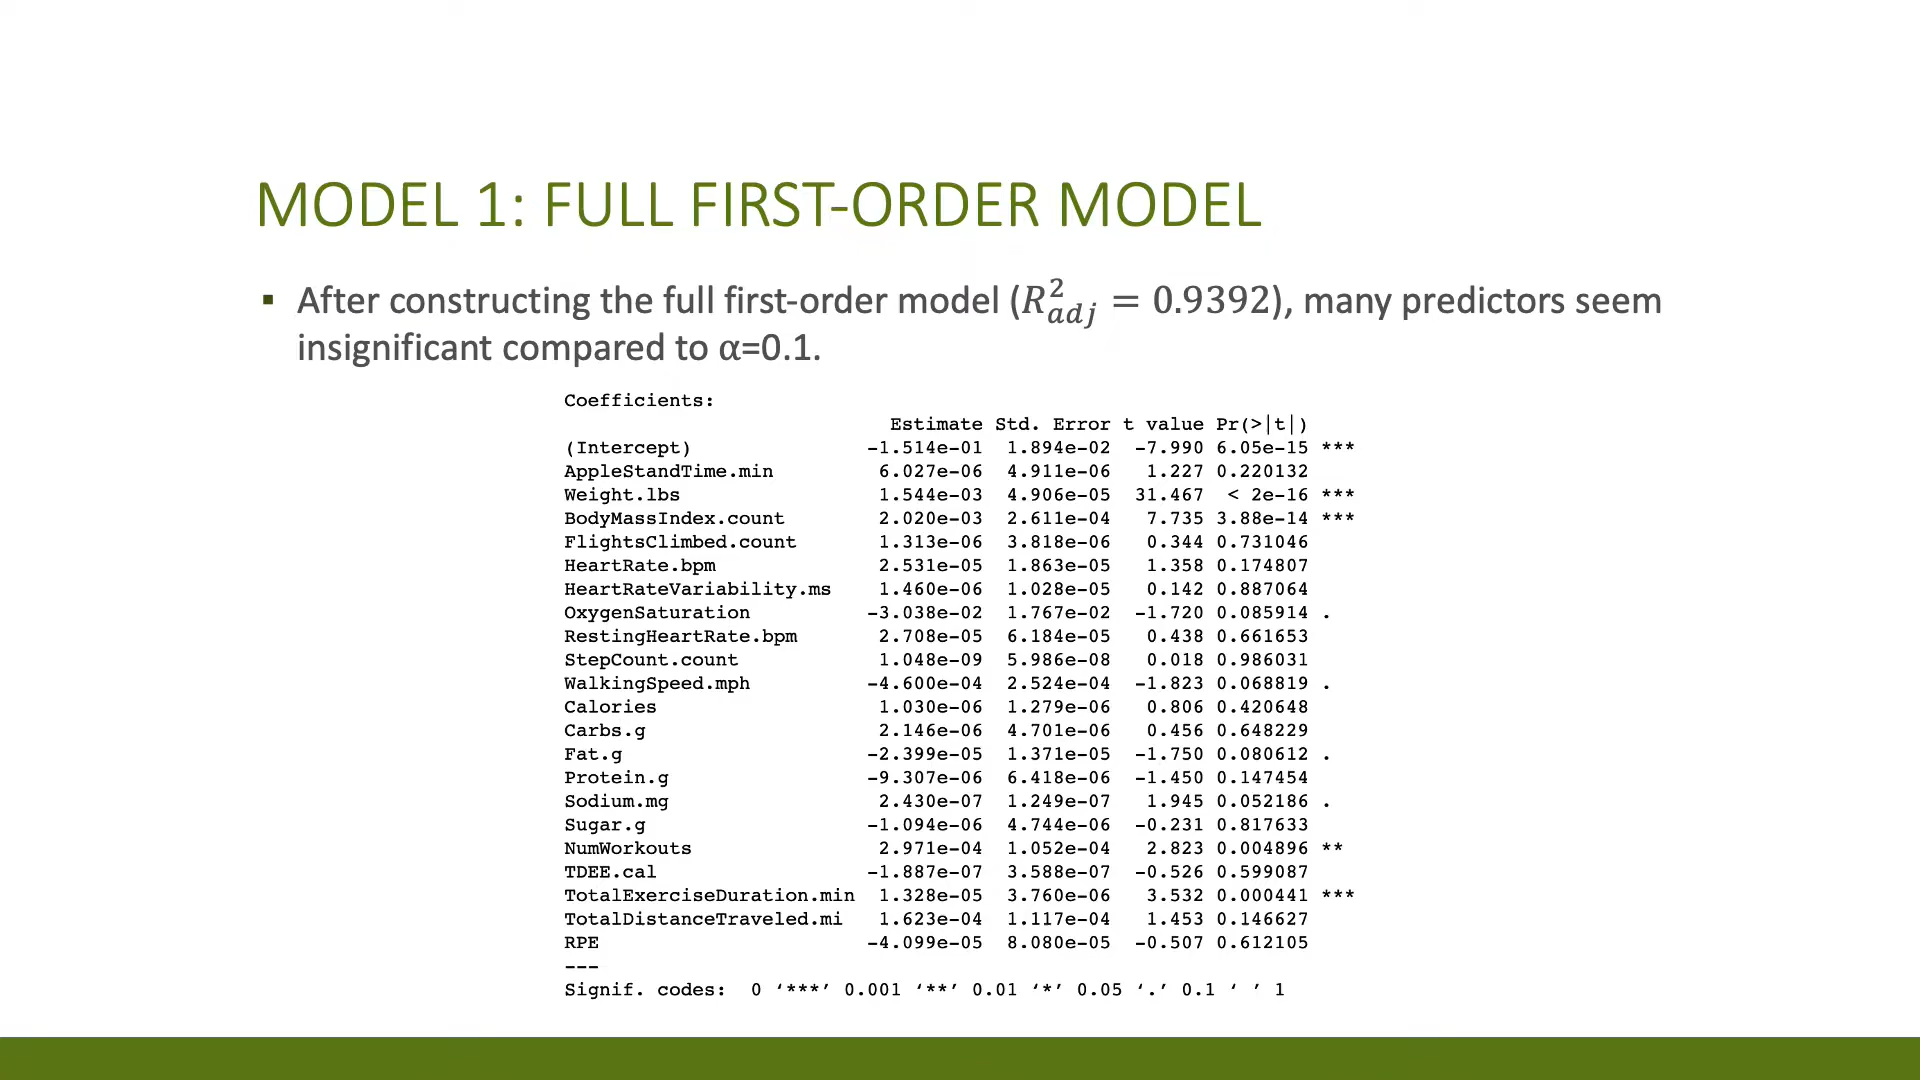 MODEL 1: FULL FIRST-ORDER MODEL
▪ After constructing the full first-order model (R²adj = 0.9392), many predictors seem
insignificant compared to α=0.1.
Coefficients:
Estimate Std. Error t value Pr(>|t|)
(Intercept) -1.514e-01 1.894e-02 -7.990 6.05e-15 ***
AppleStandTime.min 6.027e-06 4.911e-06 1.227 0.220132
Weight.lbs 1.544e-03 4.906e-05 31.467 < 2e-16 ***
BodyMassIndex.count 2.020e-03 2.611e-04 7.735 3.88e-14 ***
FlightsClimbed.count 1.313e-06 3.818e-06 0.344 0.731046
HeartRate.bpm 2.531e-05 1.863e-05 1.358 0.174807
HeartRateVariability.ms 1.460e-06 1.028e-05 0.142 0.887064
OxygenSaturation -3.038e-02 1.767e-02 -1.720 0.085914 .
RestingHeartRate.bpm 2.708e-05 6.184e-05 0.438 0.661653
StepCount.count 1.048e-09 5.986e-08 0.018 0.986031
WalkingSpeed.mph -4.600e-04 2.524e-04 -1.823 0.068819 .
Calories 1.030e-06 1.279e-06 0.806 0.420648
Carbs.g 2.146e-06 4.701e-06 0.456 0.648229
Fat.g -2.399e-05 1.371e-05 -1.750 0.080612 .
Protein.g -9.307e-06 6.418e-06 -1.450 0.147454
Sodium.mg 2.430e-07 1.249e-07 1.945 0.052186 .
Sugar.g -1.094e-06 4.744e-06 -0.231 0.817633
NumWorkouts 2.971e-04 1.052e-04 2.823 0.004896 **
TDEE.cal -1.887e-07 3.588e-07 -0.526 0.599087
TotalExerciseDuration.min 1.328e-05 3.760e-06 3.532 0.000441 ***
TotalDistanceTraveled.mi 1.623e-04 1.117e-04 1.453 0.146627
RPE -4.099e-05 8.080e-05 -0.507 0.612105
---
Signif. codes: 0 ‘***’ 0.001 ‘**’ 0.01 ‘*’ 0.05 ‘.’ 0.1 ‘ ’ 1